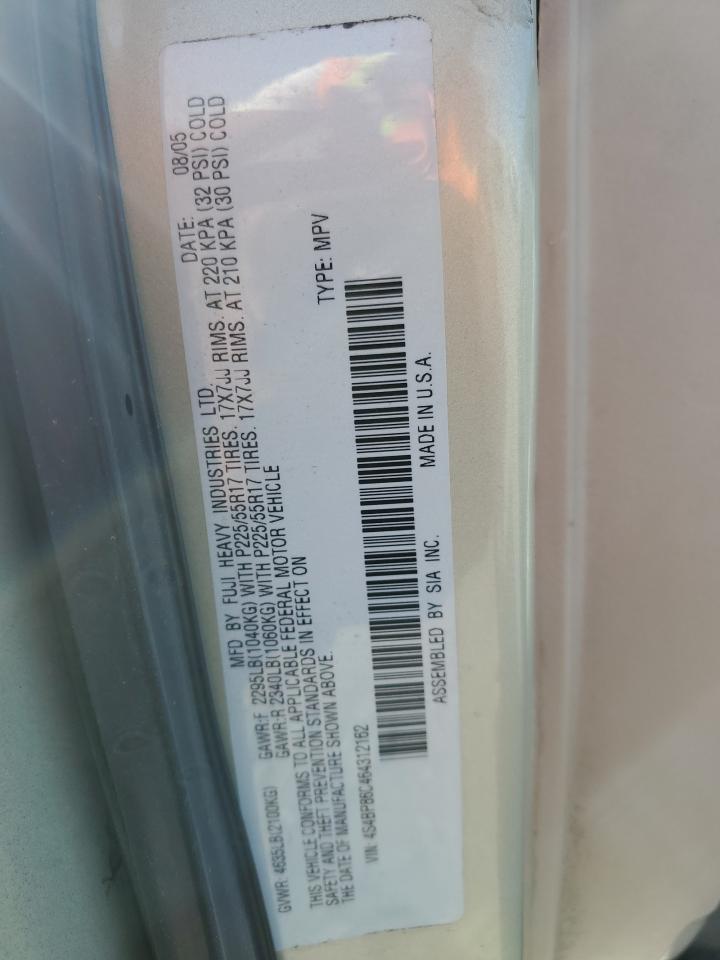 MFD BY FUJI HEAVY INDUSTRIES LTD. DATE: 08/05
GVWR: 4635LB(2100KG) GAWR:F 2295LB(1040KG) WITH P225/55R17 TIRES. 17X7JJ RIMS. AT 220 KPA (32 PSI) COLD
GAWR:R 2340LB(1060KG) WITH P225/55R17 TIRES. 17X7JJ RIMS. AT 210 KPA (30 PSI) COLD
THIS VEHICLE CONFORMS TO ALL APPLICABLE FEDERAL MOTOR VEHICLE
SAFETY AND THEFT PREVENTION STANDARDS IN EFFECT ON
THE DATE OF MANUFACTURE SHOWN ABOVE.
VIN: 4S4BP86C464312162 TYPE: MPV
ASSEMBLED BY SIA INC. MADE IN U.S.A.